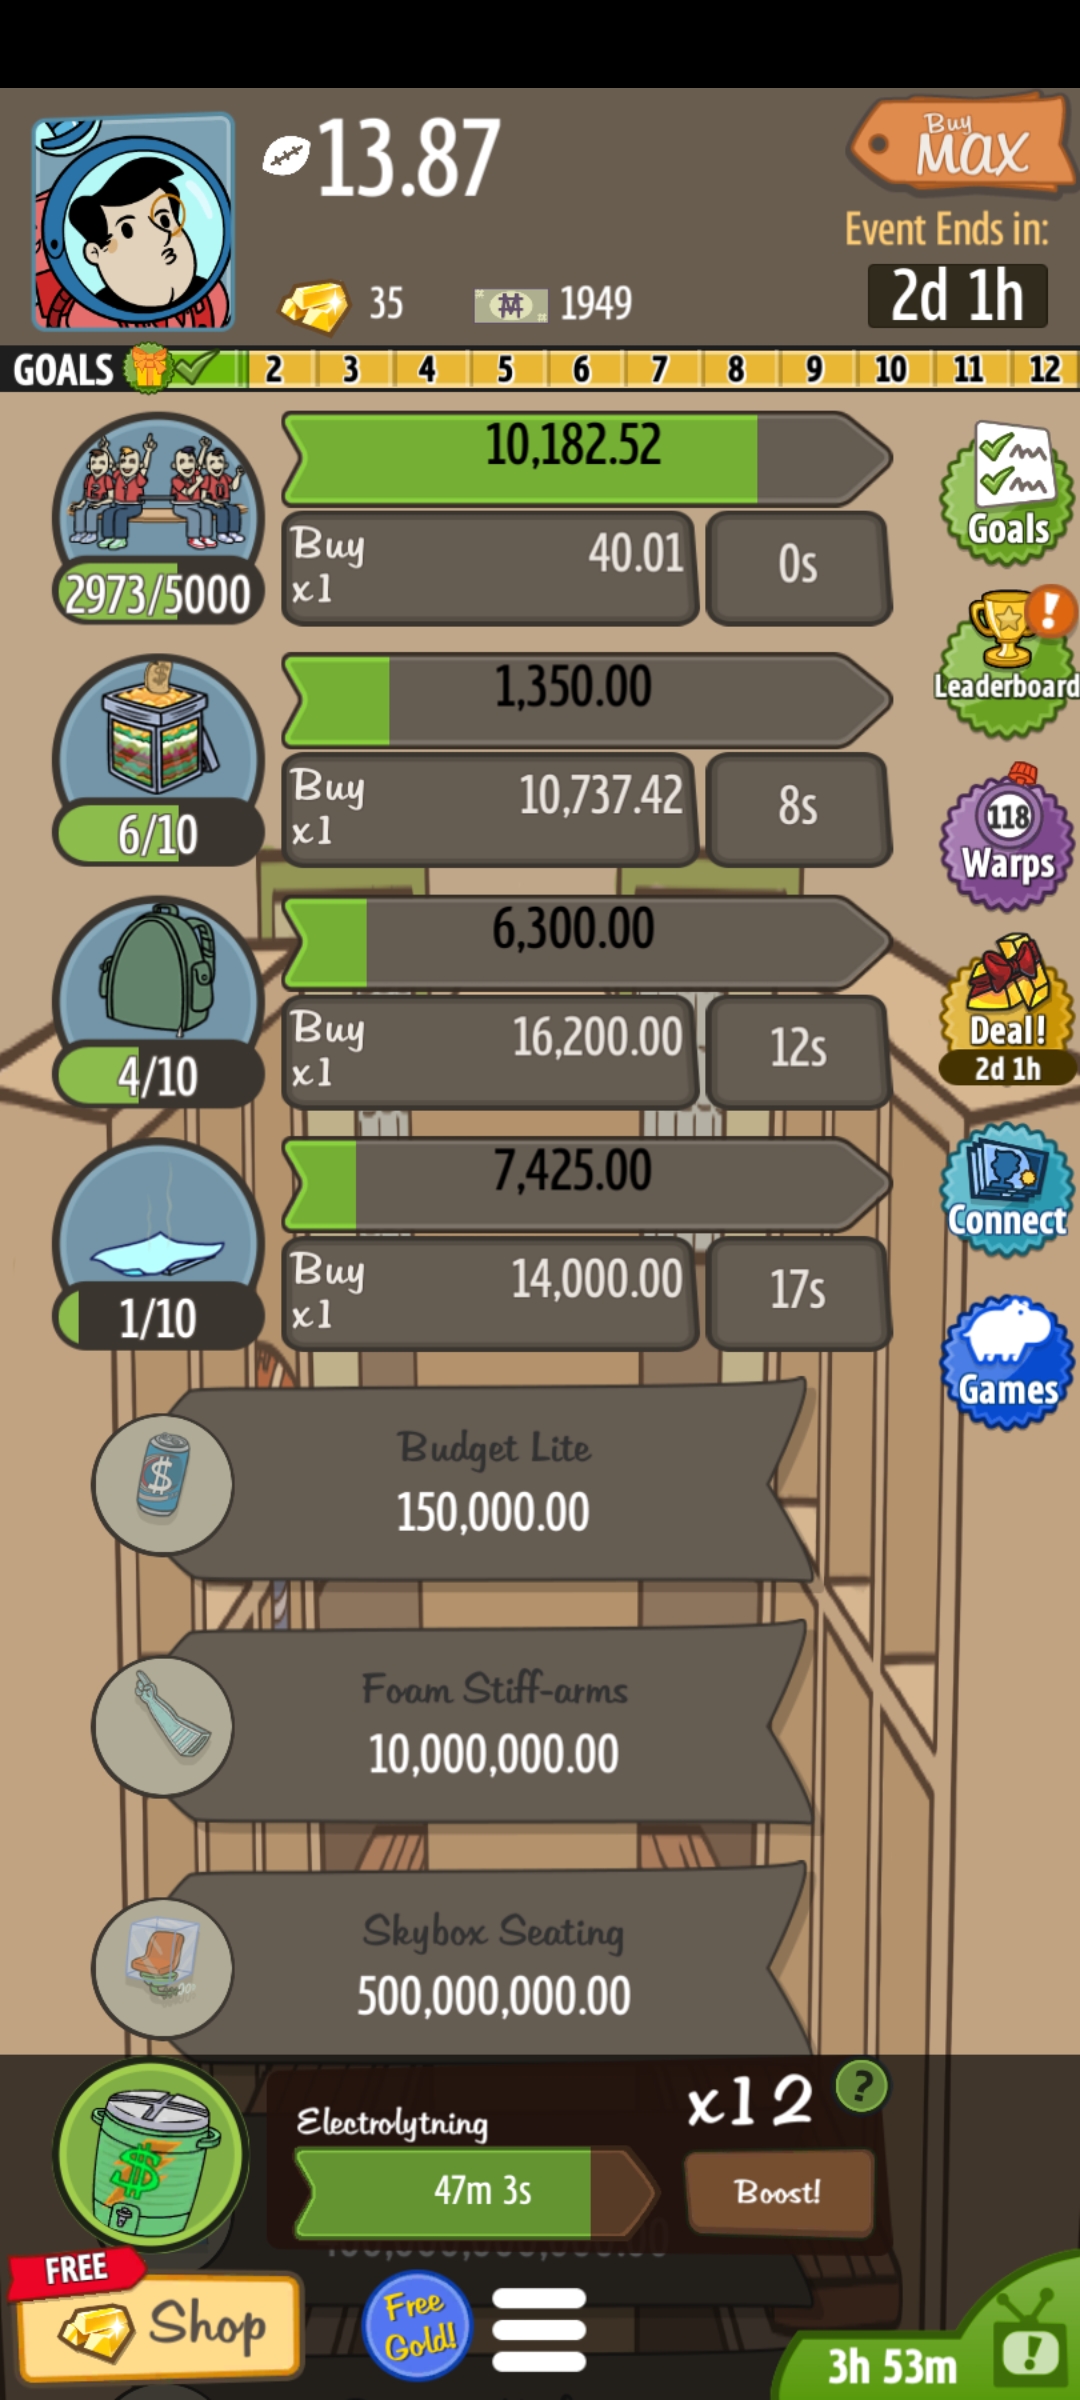 13.87
Buy
MAX
Event Ends in:
2d 1h
35
1949
GOALS 2 3 4 5 6 7 8 9 10 11 12
10,182.52
2973/5000
Buy
x1
40.01
0s
Goals
Leaderboard
1,350.00
6/10
Buy
x1
10,737.42
8s
118
Warps
6,300.00
4/10
Buy
x1
16,200.00
12s
Deal!
2d 1h
7,425.00
1/10
Buy
x1
14,000.00
17s
Connect
Games
Budget Lite
150,000.00
Foam Stiff-arms
10,000,000.00
Skybox Seating
500,000,000.00
Electrolytning
x12
?
47m 3s
Boost!
FREE
Shop
Free
Gold!
3h 53m